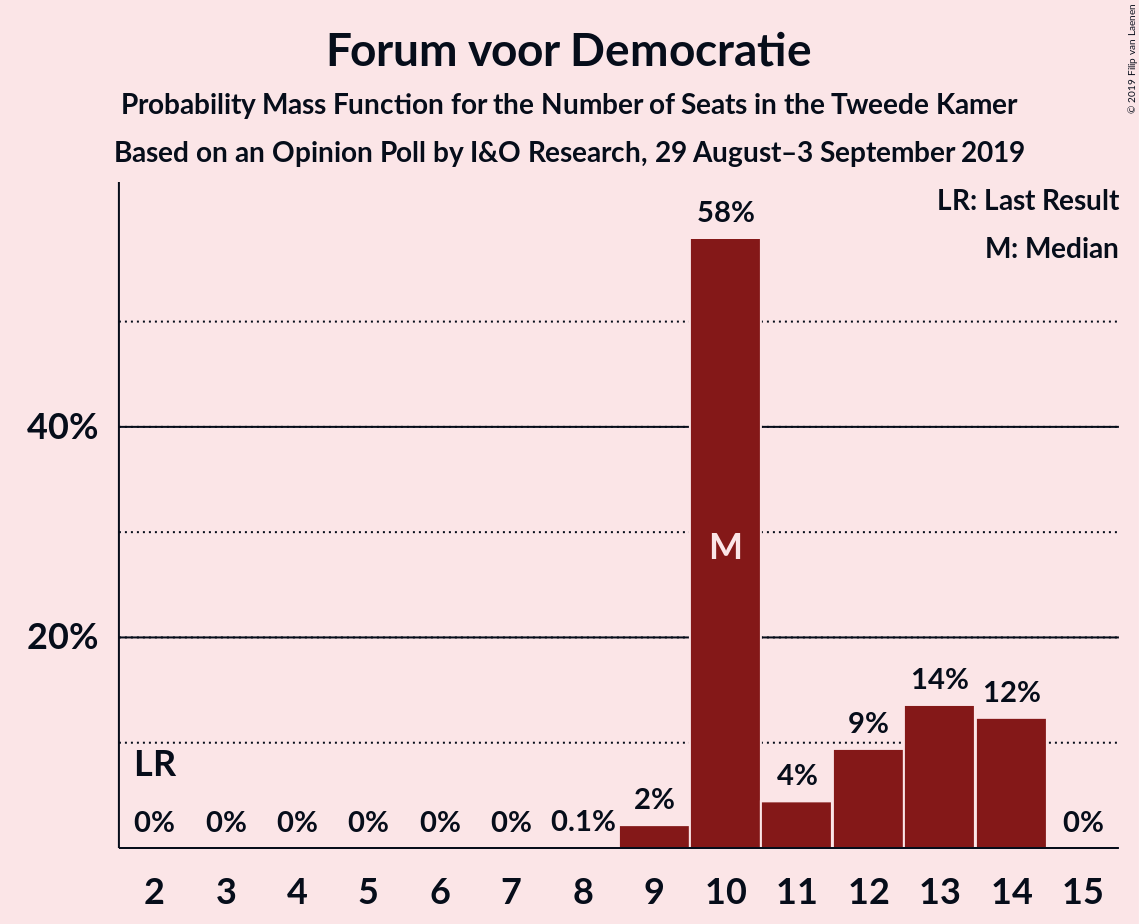 Forum voor Democratie
Probability Mass Function for the Number of Seats in the Tweede Kamer
Based on an Opinion Poll by I&O Research, 29 August–3 September 2019
© 2019 Filip van Laenen
LR: Last Result
M: Median
58%
40%
M
20%
14%
12%
9%
LR
4%
2%
0% 0% 0% 0% 0% 0% 0.1% 0%
2 3 4 5 6 7 8 9 10 11 12 13 14 15